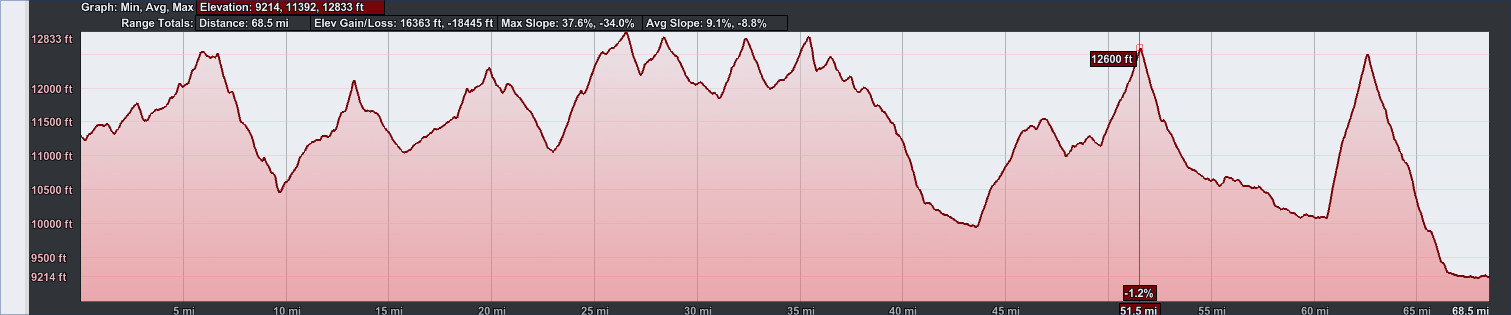 Graph: Min, Avg, Max Elevation: 9214, 11392, 12833 ft
Range Totals: Distance: 68.5 mi Elev Gain/Loss: 16363 ft, -18445 ft Max Slope: 37.6%, -34.0% Avg Slope: 9.1%, -8.8%
12833 ft
12600 ft
12000 ft
11500 ft
11000 ft
10500 ft
10000 ft
9500 ft
9214 ft
-1.2%
5 mi 10 mi 15 mi 20 mi 25 mi 30 mi 35 mi 40 mi 45 mi 51.5 mi 55 mi 60 mi 65 mi 68.5 mi